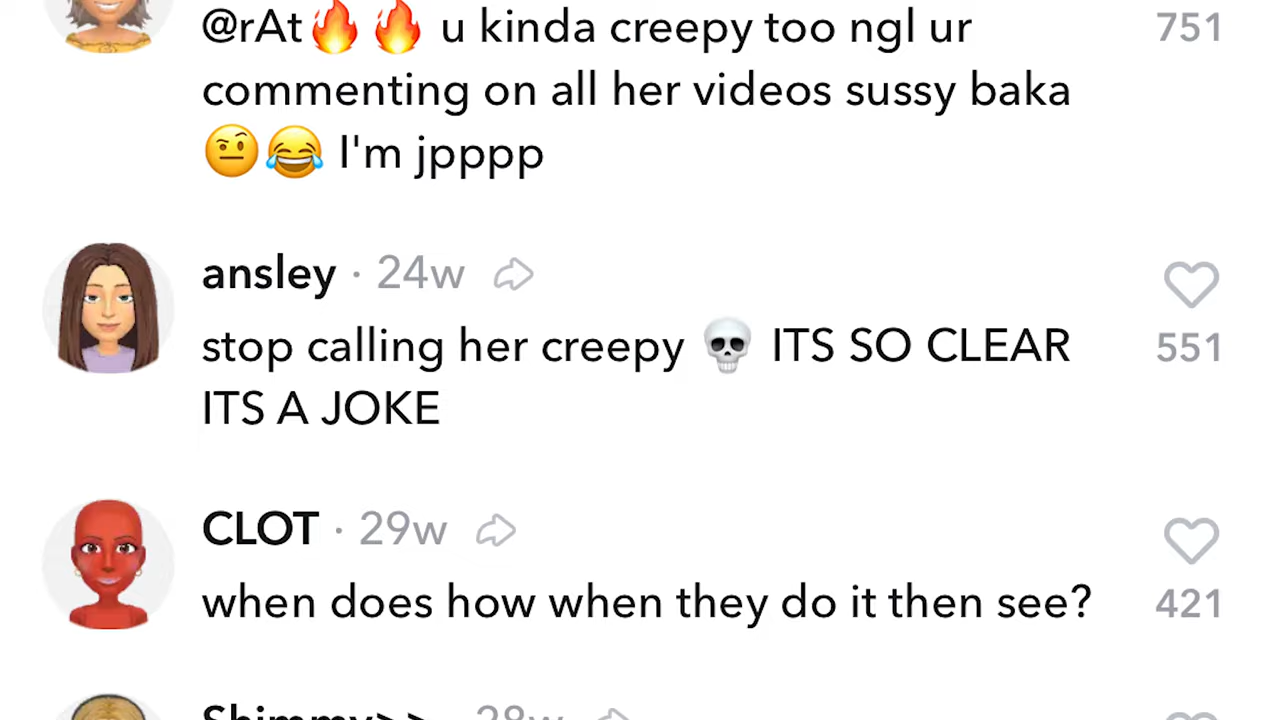 @rAt🔥🔥 u kinda creepy too ngl ur
751
commenting on all her videos sussy baka
🤨😂 I'm jpppp
ansley · 24w
stop calling her creepy 💀 ITS SO CLEAR
551
ITS A JOKE
CLOT · 29w
when does how when they do it then see?
421
Shimmy>> · 28w